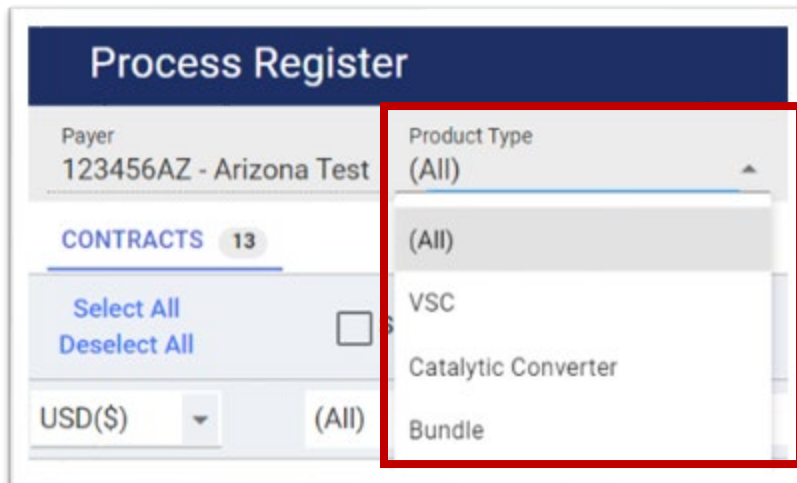 Process Register
Payer
123456AZ - Arizona Test
Product Type
(All)
CONTRACTS 13
Select All
Deselect All
USD($)
(All)
(All)
VSC
Catalytic Converter
Bundle